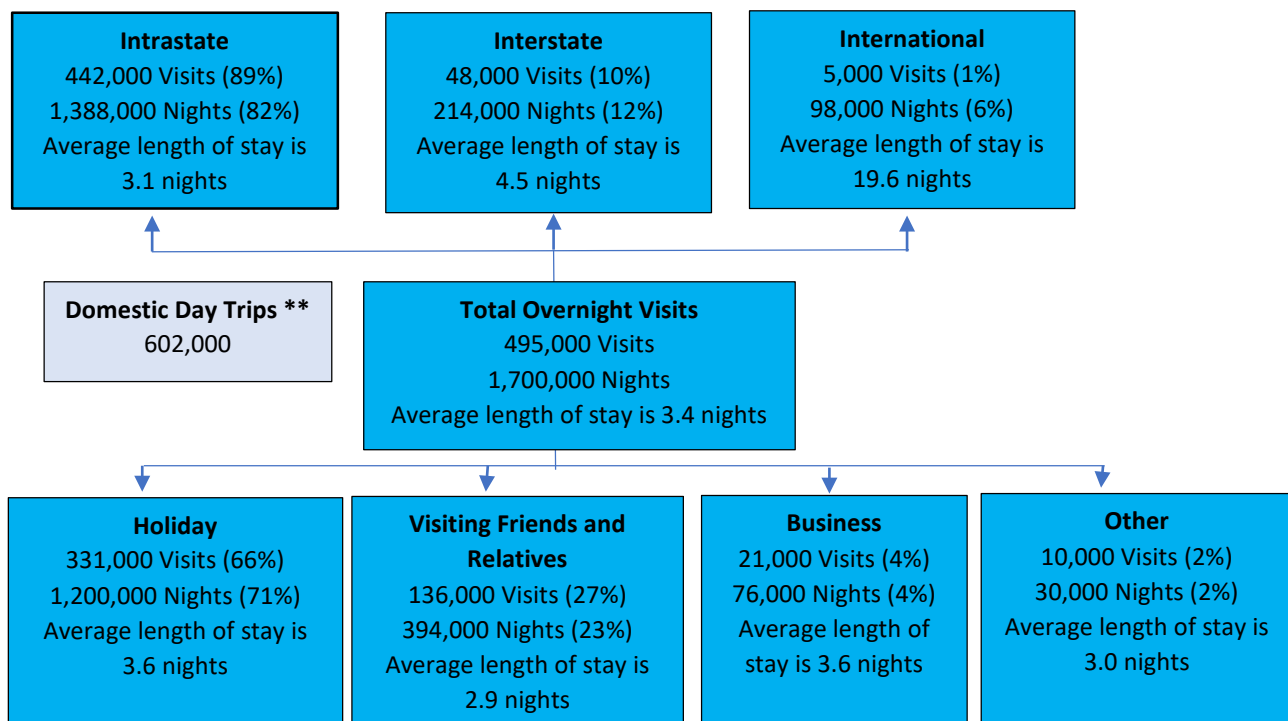 Intrastate
442,000 Visits (89%)
1,388,000 Nights (82%)
Average length of stay is
3.1 nights
Interstate
48,000 Visits (10%)
214,000 Nights (12%)
Average length of stay is
4.5 nights
International
5,000 Visits (1%)
98,000 Nights (6%)
Average length of stay is
19.6 nights
Domestic Day Trips **
602,000
Total Overnight Visits
495,000 Visits
1,700,000 Nights
Average length of stay is 3.4 nights
Holiday
331,000 Visits (66%)
1,200,000 Nights (71%)
Average length of stay is
3.6 nights
Visiting Friends and
Relatives
136,000 Visits (27%)
394,000 Nights (23%)
Average length of stay is
2.9 nights
Business
21,000 Visits (4%)
76,000 Nights (4%)
Average length of
stay is 3.6 nights
Other
10,000 Visits (2%)
30,000 Nights (2%)
Average length of stay is
3.0 nights